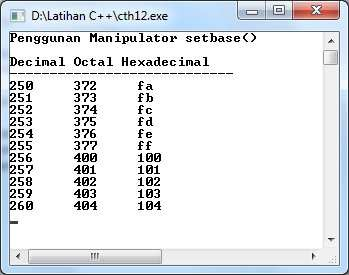 D:\Latihan C++\cth12.exe
Penggunan Manipulator setbase()
Decimal Octal Hexadecimal
----------------------------
250 372 fa
251 373 fb
252 374 fc
253 375 fd
254 376 fe
255 377 ff
256 400 100
257 401 101
258 402 102
259 403 103
260 404 104